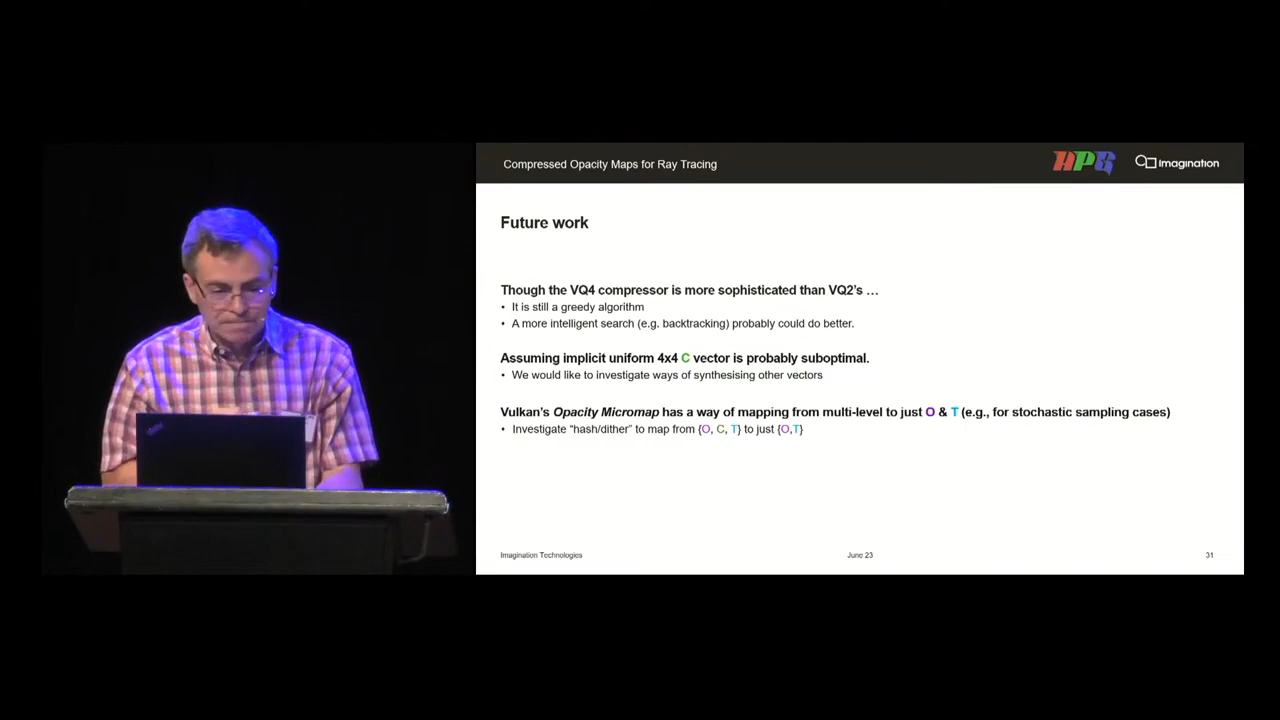 Compressed Opacity Maps for Ray Tracing
HPG
Imagination
Future work
Though the VQ4 compressor is more sophisticated than VQ2's …
• It is still a greedy algorithm
• A more intelligent search (e.g. backtracking) probably could do better.
Assuming implicit uniform 4x4 C vector is probably suboptimal.
• We would like to investigate ways of synthesising other vectors
Vulkan's Opacity Micromap has a way of mapping from multi-level to just O & T (e.g., for stochastic sampling cases)
• Investigate “hash/dither” to map from {O, C, T} to just {O,T}
Imagination Technologies
June 23
31